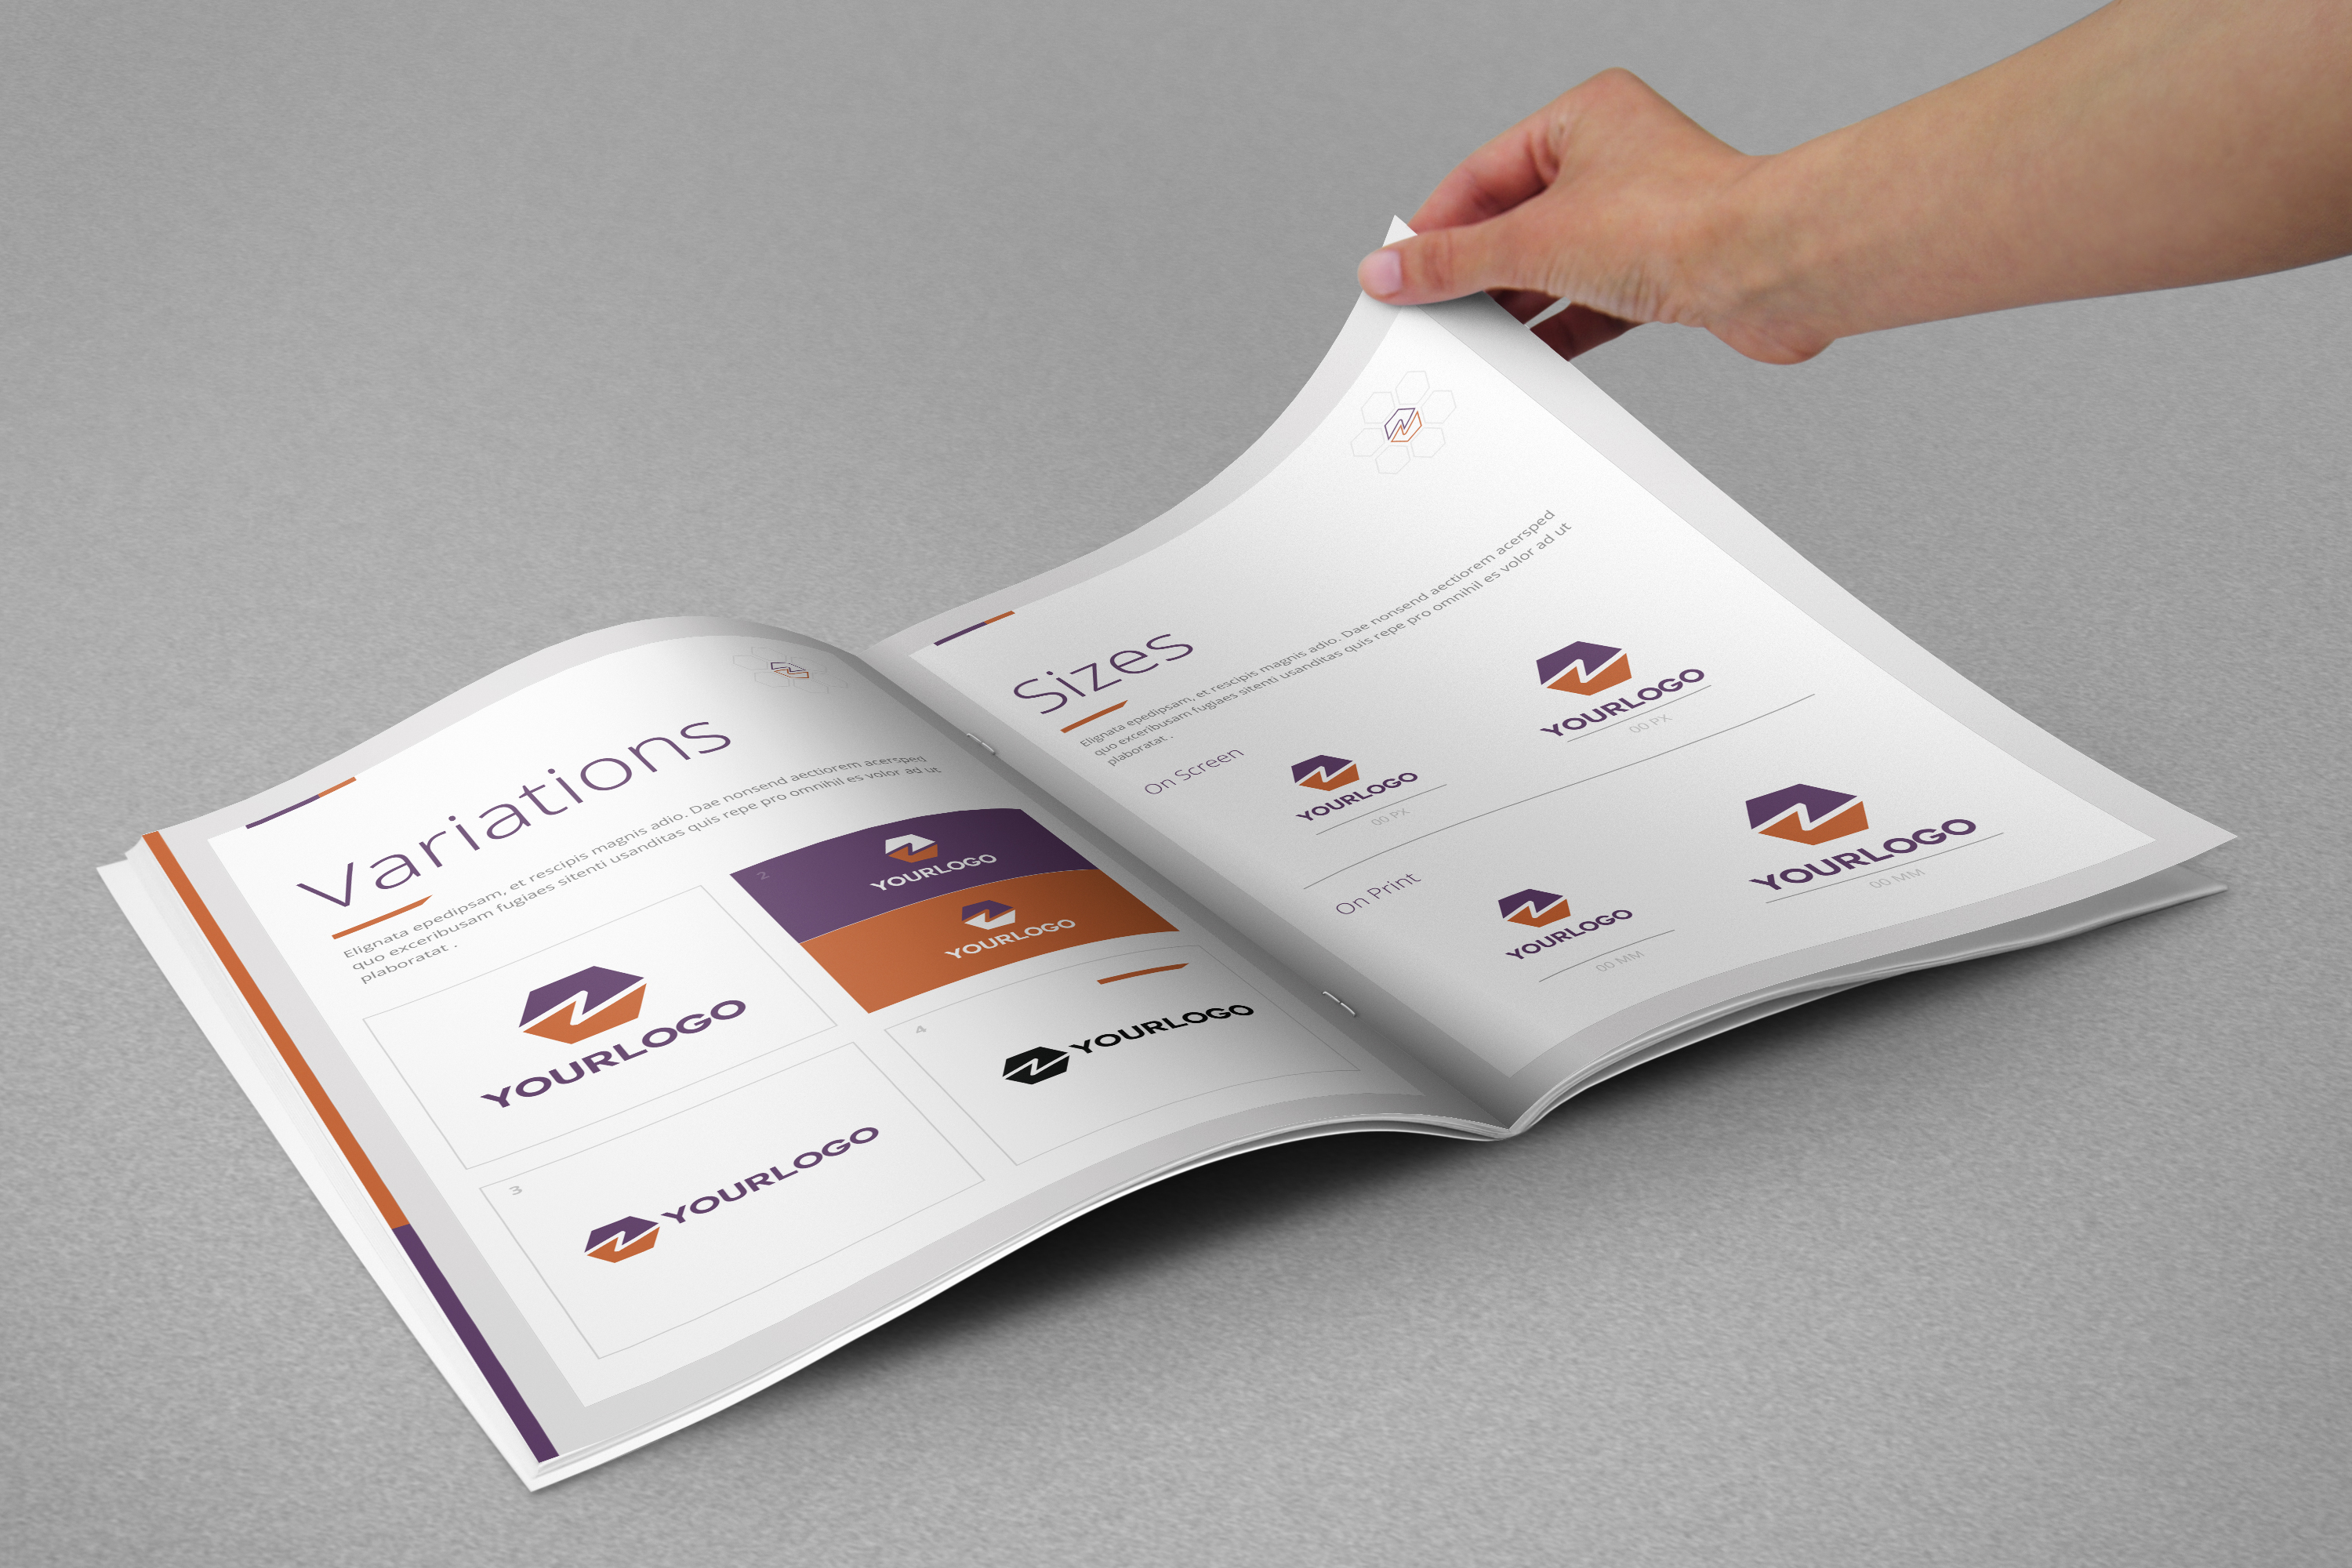 Variations
Elignata epedipsam, et rescipis magnis adio. Dae nonsend aectiorem acersped
quo exceribusam fugiaes sitenti usanditas quis repe pro omnihil es volor ad ut
plaboratat .
YOURLOGO
2
YOURLOGO
YOURLOGO
3
YOURLOGO
4
YOURLOGO
Sizes
Elignata epedipsam, et rescipis magnis adio. Dae nonsend aectiorem acersped
quo exceribusam fugiaes sitenti usanditas quis repe pro omnihil es volor ad ut
plaboratat .
On Screen
YOURLOGO
00 PX
YOURLOGO
00 PX
On Print
YOURLOGO
00 MM
YOURLOGO
00 MM